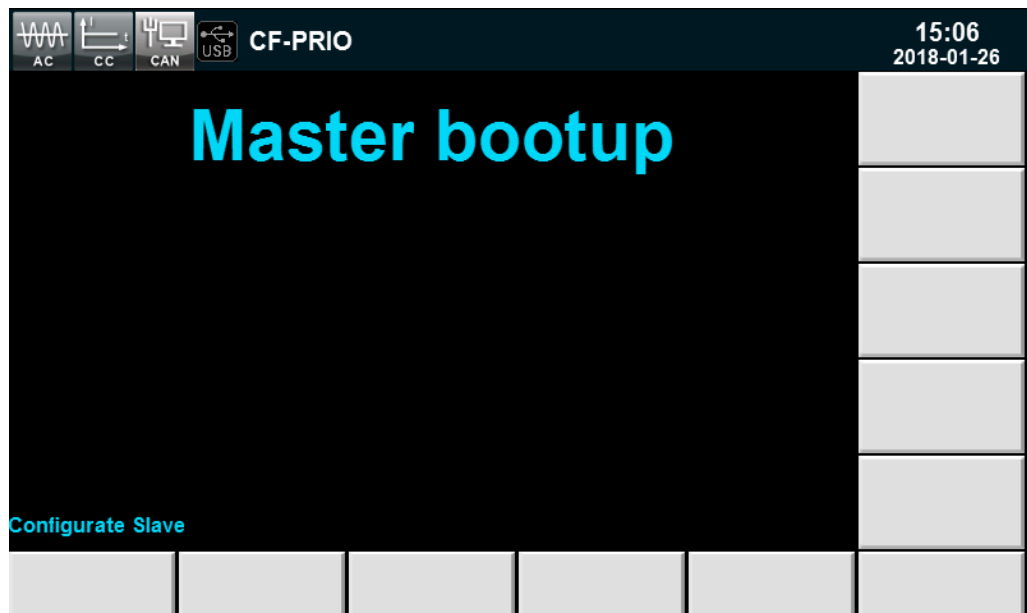 AC CC CAN USB CF-PRIO 15:06
2018-01-26
Master bootup
Configurate Slave